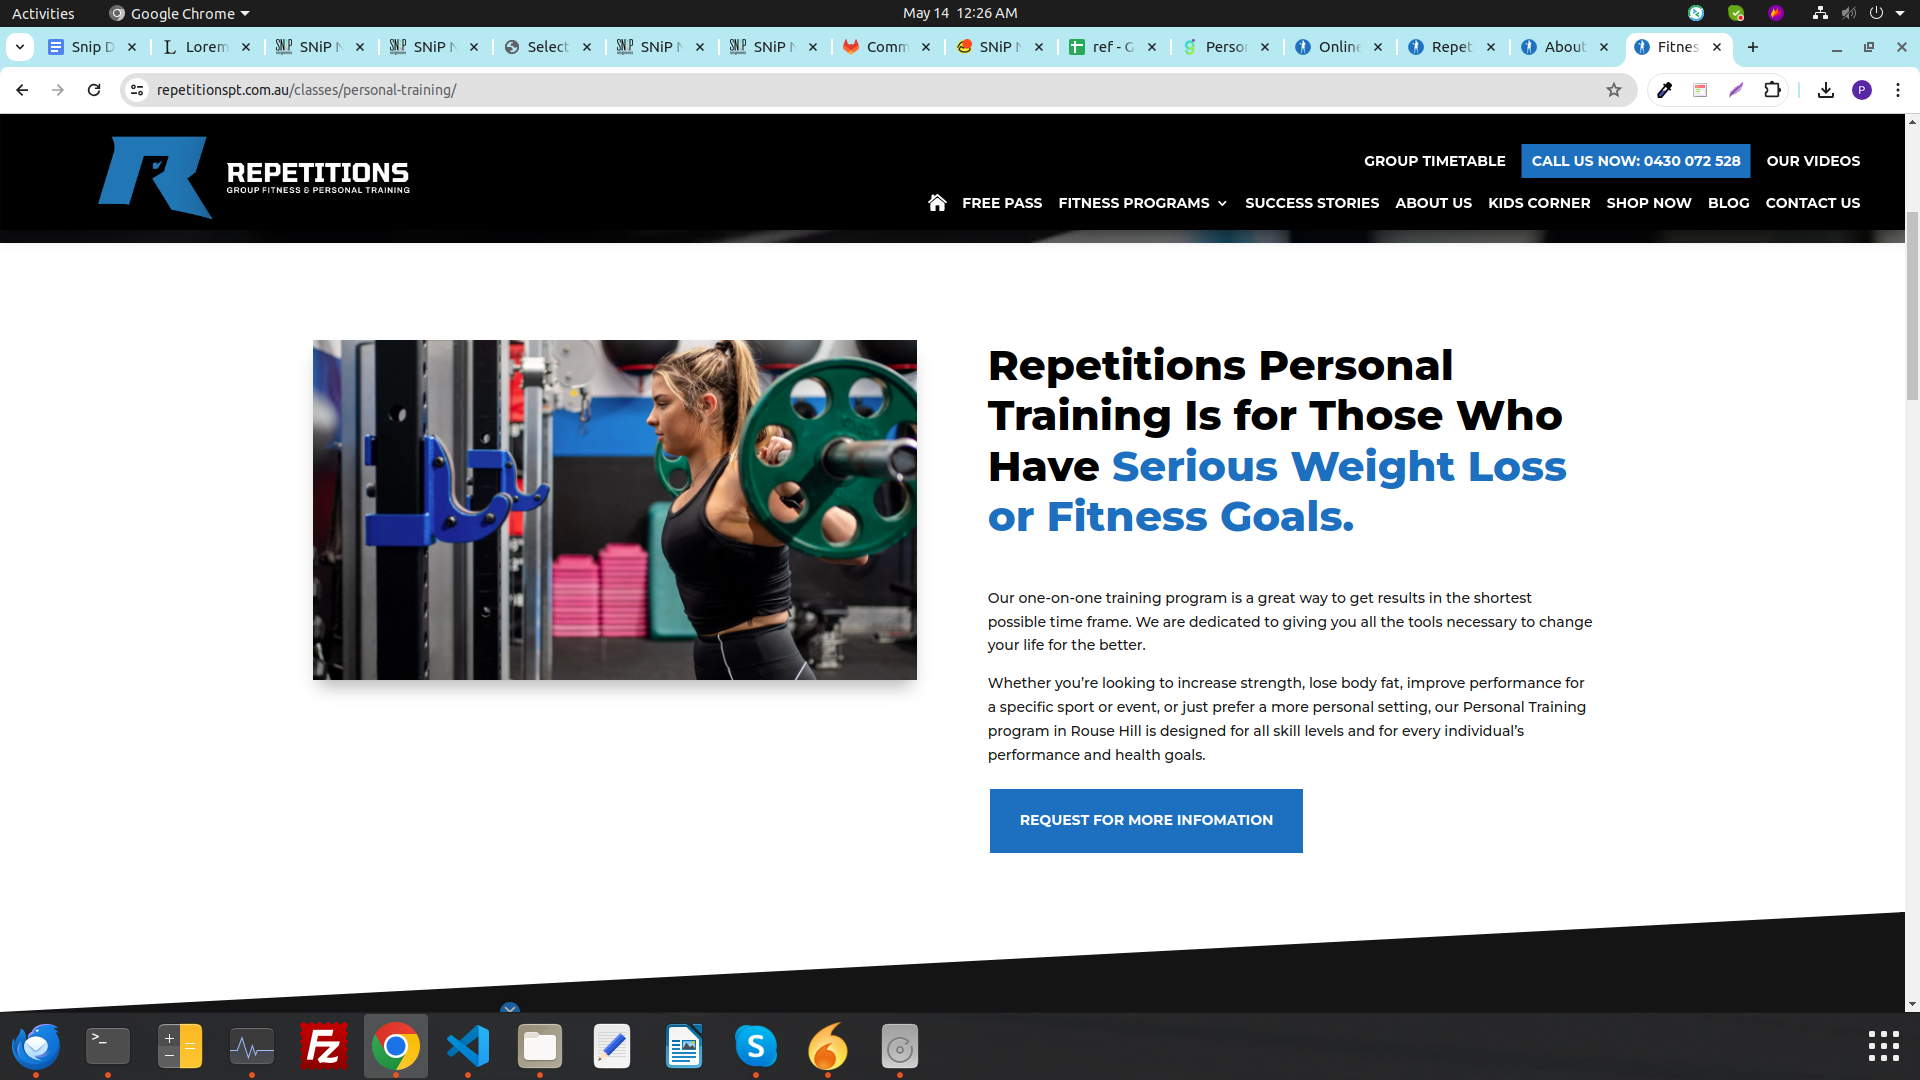 Activities
Google Chrome
May 14 12:26 AM
Snip D
Lorem
SNiP N
SNiP N
Select
SNiP N
SNiP N
Comm
SNiP N
ref - G
Person
Online
Repet
About
Fitnes
repetitionspt.com.au/classes/personal-training/
P
R
REPETITIONS
GROUP FITNESS & PERSONAL TRAINING
GROUP TIMETABLE
CALL US NOW: 0430 072 528
OUR VIDEOS
FREE PASS
FITNESS PROGRAMS
SUCCESS STORIES
ABOUT US
KIDS CORNER
SHOP NOW
BLOG
CONTACT US
Repetitions Personal
Training Is for Those Who
Have Serious Weight Loss
or Fitness Goals.
Our one-on-one training program is a great way to get results in the shortest
possible time frame. We are dedicated to giving you all the tools necessary to change
your life for the better.
Whether you’re looking to increase strength, lose body fat, improve performance for
a specific sport or event, or just prefer a more personal setting, our Personal Training
program in Rouse Hill is designed for all skill levels and for every individual’s
performance and health goals.
REQUEST FOR MORE INFOMATION